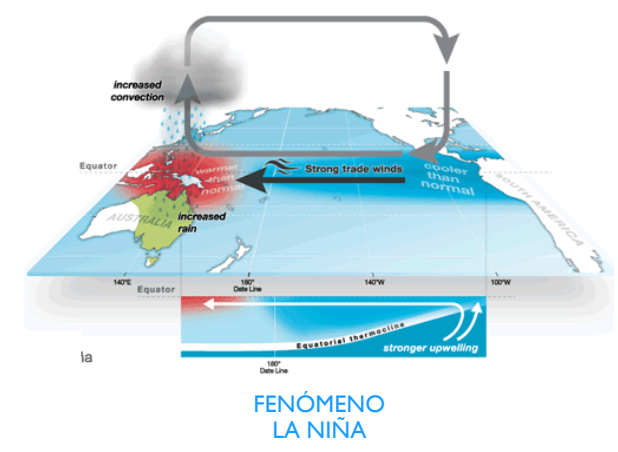 increased
convection
Equator
warmer
than
normal
Strong trade winds
cooler
than
normal
AUSTRALIA
increased
rain
SOUTH AMERICA
140°E
180°
Date Line
140°W
100°W
Equator
Equatorial thermocline
stronger upwelling
ña
180°
Date Line
FENÓMENO
LA NIÑA